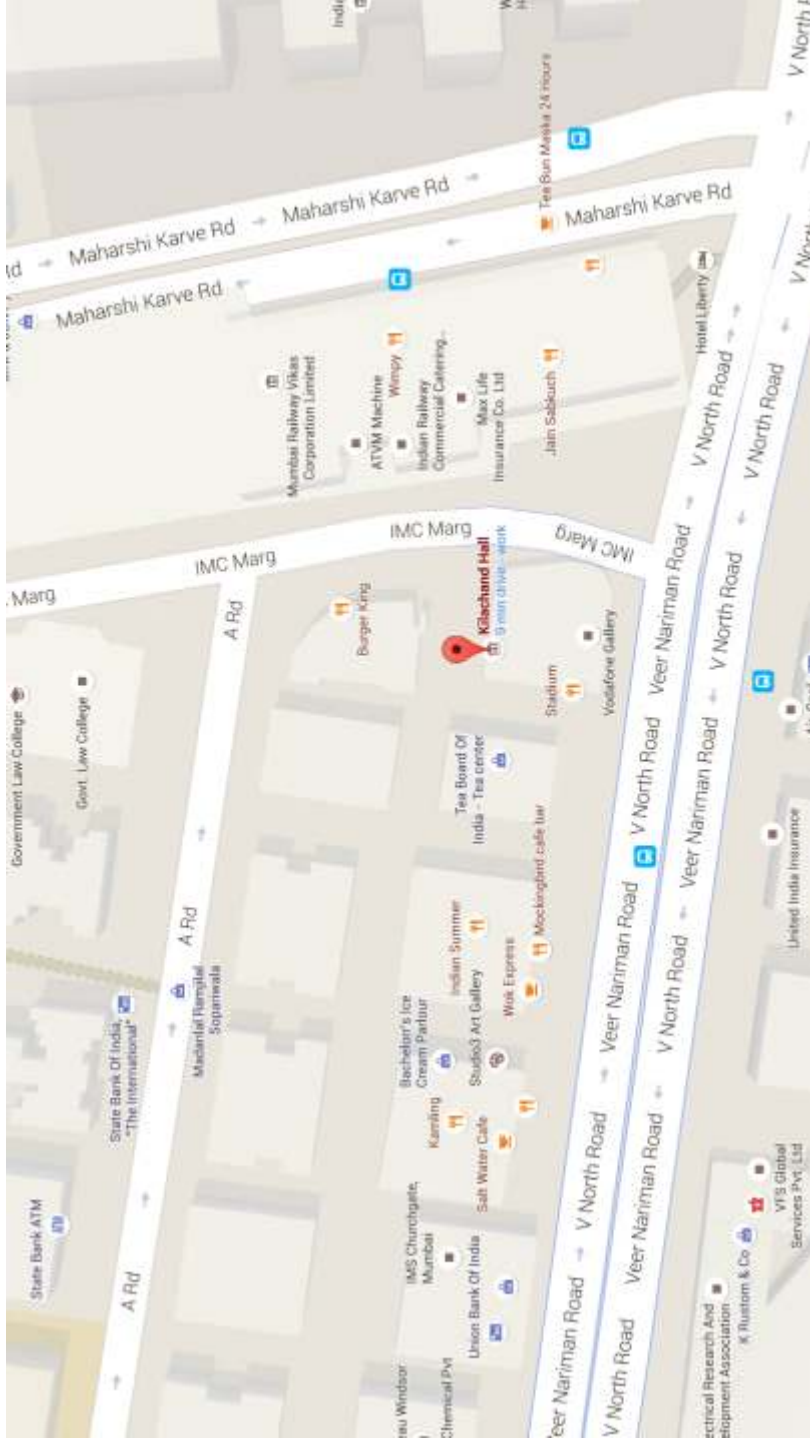 Government Law College
Govt. Law College
State Bank Of India,
"The International"
State Bank ATM
Madanlal Ramjilal
Sopariwala
A Rd
A Rd
A Rd
Marg
IMC Marg
IMC Marg
IMC Marg
Maharshi Karve Rd
Maharshi Karve Rd
Maharshi Karve Rd
Maharshi Karve Rd
Mumbai Railway Vikas
Corporation Limited
ATVM Machine
Wimpy
Indian Railway
Commercial Catering...
Max Life
Insurance Co. Ltd
Jain Sabkuch
Tea Bun Maska 24 Hours
Hotel Liberty
Burger King
Kilachand Hall
9 min drive - work
Stadium
Vodafone Gallery
Tea Board Of
India - Tea center
Indian Summer
Mockingbird cafe bar
Wok Express
Studio3 Art Gallery
Bachelorr's Ice
Cream Parlour
Kamling
Salt Water Cafe
IMS Churchgate,
Mumbai
Union Bank Of India
Windsor
Chemical Pvt
Veer Nariman Road
V North Road
Veer Nariman Road
V North Road
Veer Nariman Road
V North Road
V North Road
Veer Nariman Road
V North Road
Veer Nariman Road
V North Road
V North Road
V North
United India Insurance
VFS Global
Services Pvt. Ltd
K Rustom & Co
Research And
Association